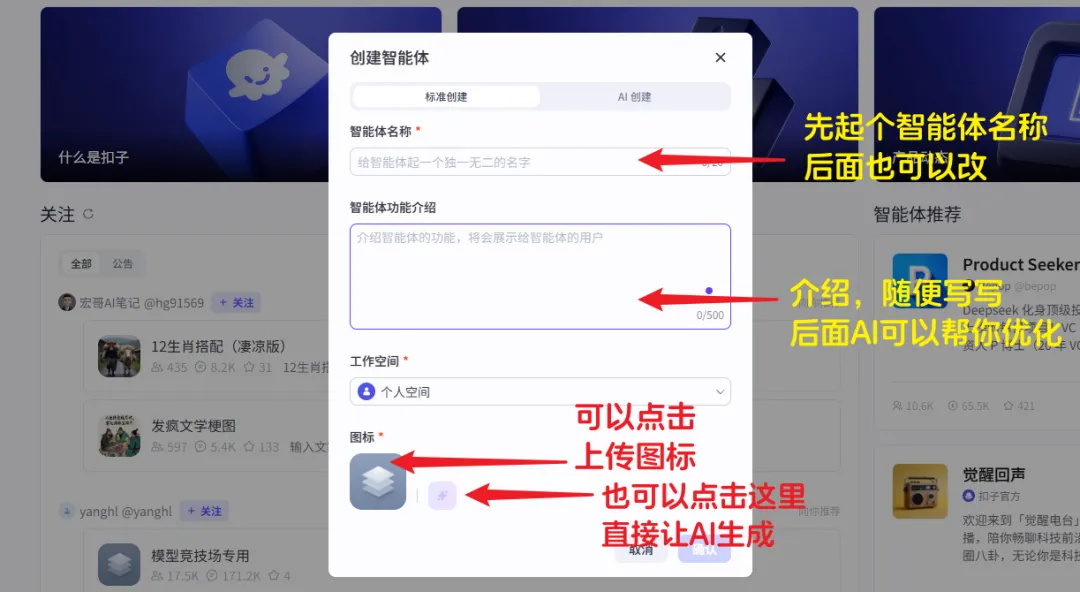 什么是扣子
关注
全部
公告
宏哥AI笔记 @hg91569
+ 关注
12生肖搭配（凄凉版）
435
8.2K
31
12生肖
发疯文学梗图
597
5.4K
133
输入文
yanghl @yanghl
+ 关注
模型竞技场专用
17.5K
171.2K
4
创建智能体
标准创建
AI 创建
智能体名称 *
给智能体起一个独一无二的名字
0/20
智能体功能介绍
介绍智能体的功能，将会展示给智能体的用户
0/500
工作空间 *
个人空间
图标 *
取消
确认
先起个智能体名称
后面也可以改
介绍，随便写写
后面AI可以帮你优化
可以点击
上传图标
也可以点击这里
直接让AI生成
产品动态
智能体推荐
Product Seeker
@bepop
Deepseek 化身顶级投
10.6K
65.5K
421
觉醒回声
扣子官方
欢迎来到「觉醒电台」
播，陪你畅聊科技前
圈八卦，无论你是科技